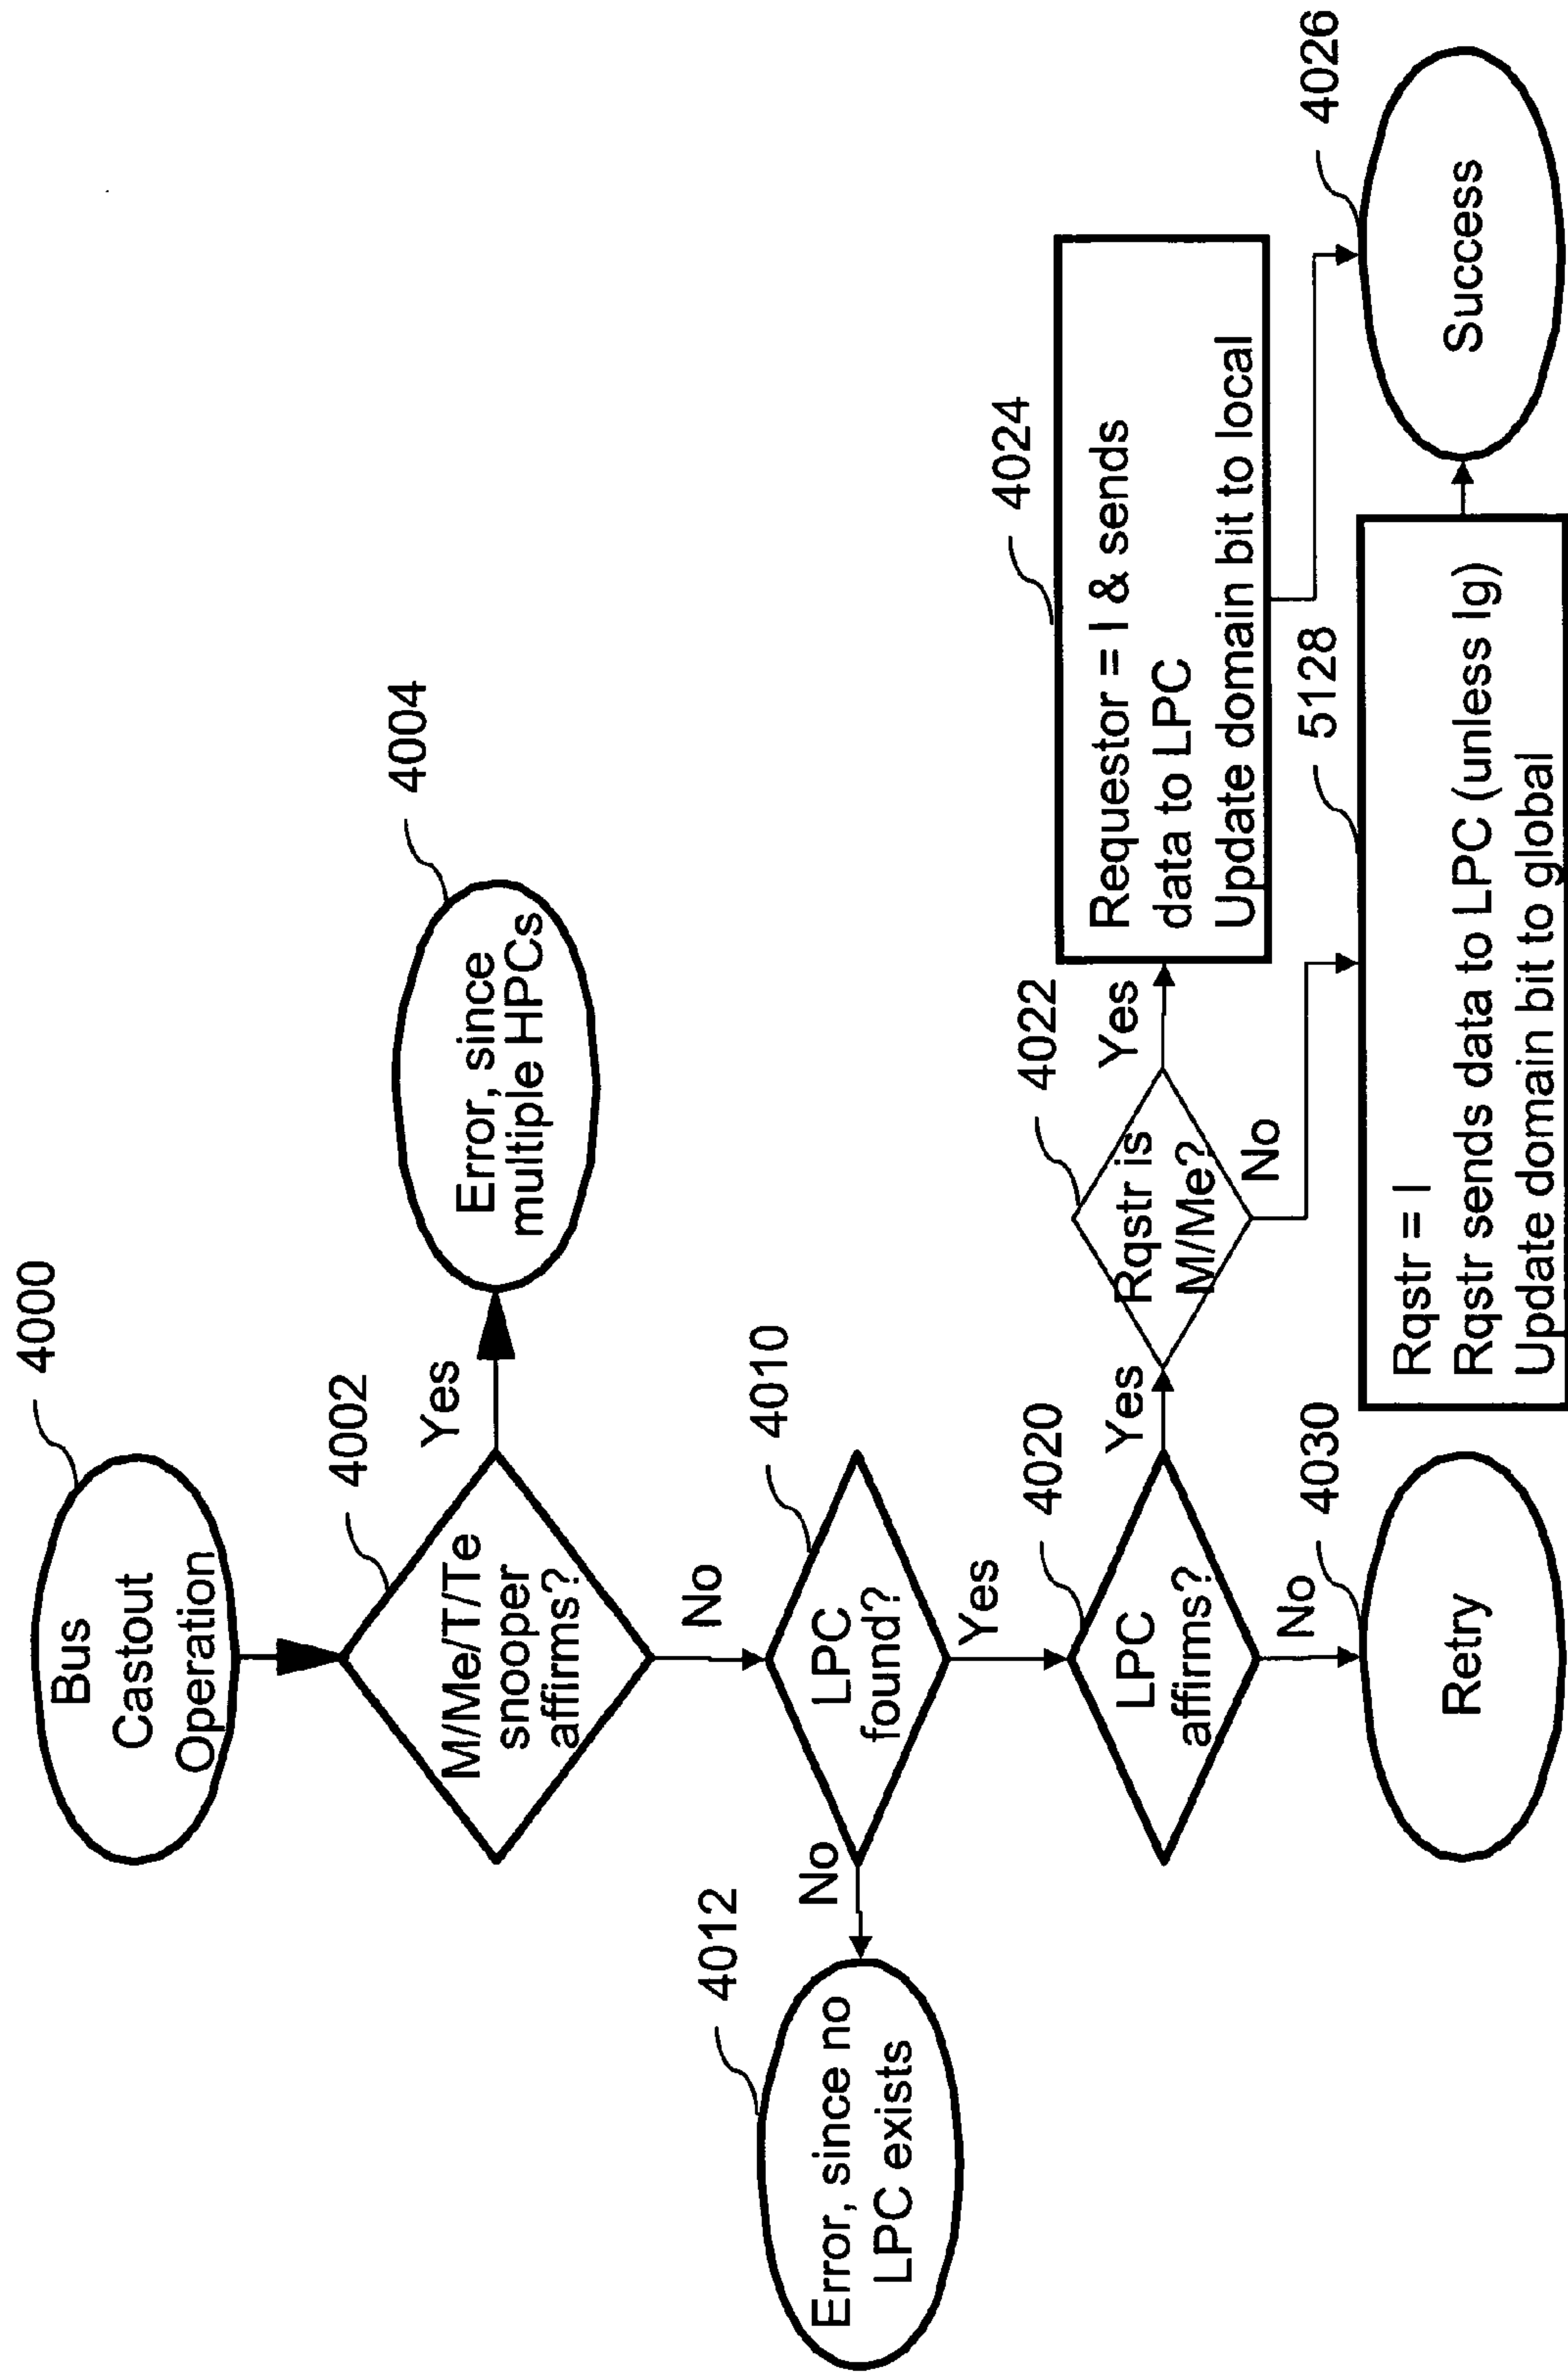 4000
Bus
Castout
Operation
4002
M/Me/T/Te
snooper
affirms?
Yes
4004
Error, since
multiple HPCs
No
4010
LPC
found?
No
4012
Error, since no
LPC exists
Yes
4020
LPC
affirms?
Yes
4022
Rqstr is
M/Me?
Yes
4024
Requestor = I & sends
data to LPC
Update domain bit to local
No
5128
Rqstr = I
Rqstr sends data to LPC (unless Ig)
Update domain bit to global
4026
Success
No
4030
Retry